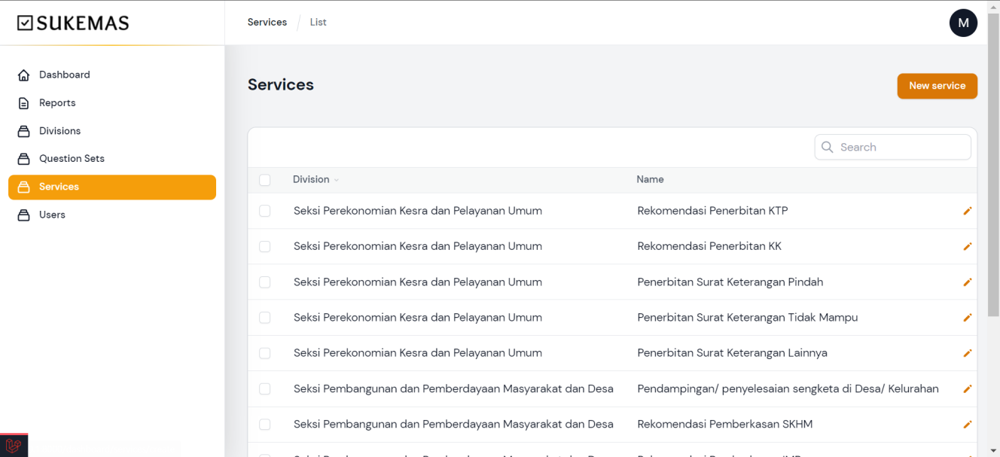 SUKEMAS
Services List
M
Dashboard
Reports
Divisions
Question Sets
Services
Users
Services
New service
Search
Division Name
Seksi Perekonomian Kesra dan Pelayanan Umum Rekomendasi Penerbitan KTP
Seksi Perekonomian Kesra dan Pelayanan Umum Rekomendasi Penerbitan KK
Seksi Perekonomian Kesra dan Pelayanan Umum Penerbitan Surat Keterangan Pindah
Seksi Perekonomian Kesra dan Pelayanan Umum Penerbitan Surat Keterangan Tidak Mampu
Seksi Perekonomian Kesra dan Pelayanan Umum Penerbitan Surat Keterangan Lainnya
Seksi Pembangunan dan Pemberdayaan Masyarakat dan Desa Pendampingan/ penyelesaian sengketa di Desa/ Kelurahan
Seksi Pembangunan dan Pemberdayaan Masyarakat dan Desa Rekomendasi Pemberkasan SKHM